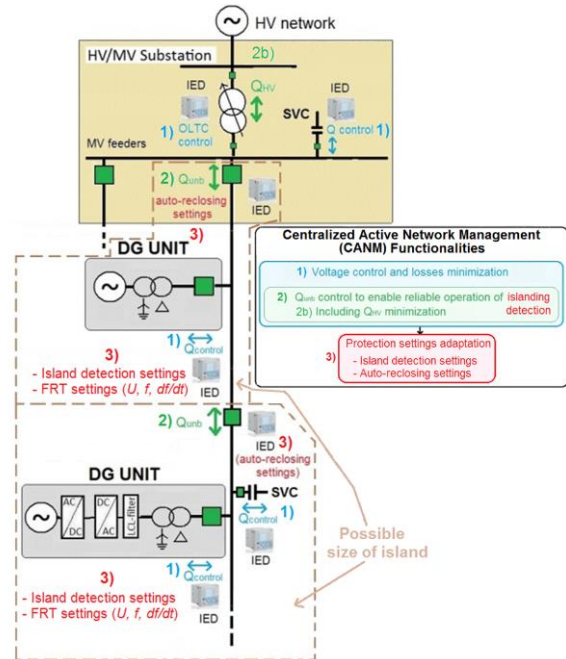 HV network
HV/MV Substation
2b)
IED
QHV
IED
SVC
1) OLTC control
Q control 1)
MV feeders
2) Qunb
auto-reclosing settings
IED
3)
DG UNIT
1) Qcontrol
IED
3)
- Island detection settings
- FRT settings (U, f, df/dt)
Centralized Active Network Management
(CANM) Functionalities
1) Voltage control and losses minimization
2) Qunb control to enable reliable operation of islanding detection
2b) Including QHV minimization
3) Protection settings adaptation
- Island detection settings
- Auto-reclosing settings
2) Qunb
IED 3)
(auto-reclosing
settings)
DG UNIT
AC
DC
DC
AC
LCL-filter
SVC
Qcontrol 1)
IED
1) Qcontrol
IED
3)
- Island detection settings
- FRT settings (U, f, df/dt)
Possible
size of island